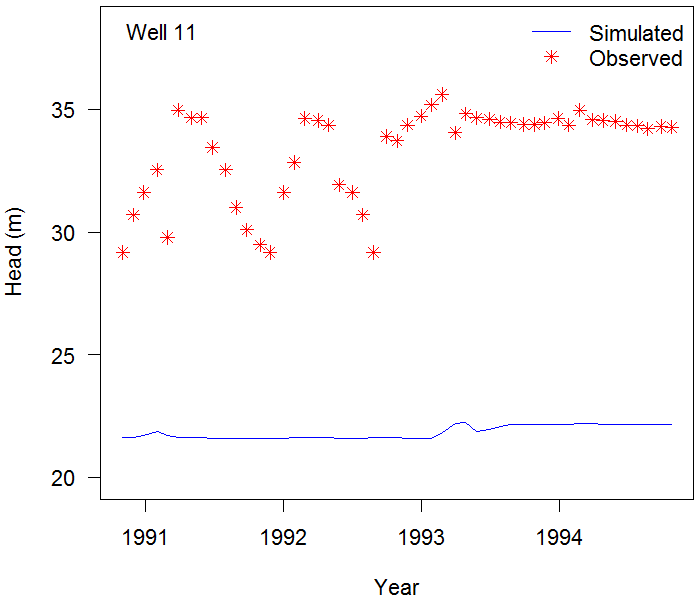 Well 11
Simulated
Observed
35
30
25
20
Head (m)
1991 1992 1993 1994
Year